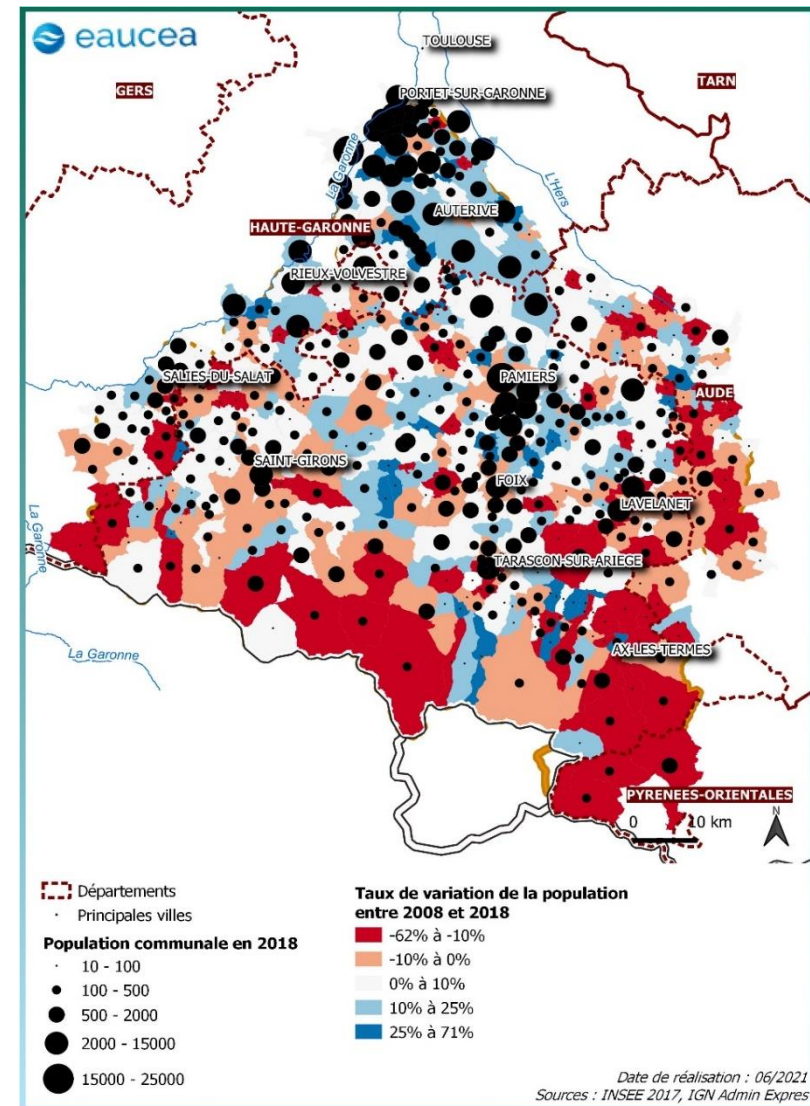 eaucea
TOULOUSE
GERS
TARN
PORTET-SUR-GARONNE
La Garonne
L'Hers
AUTERIVE
HAUTE-GARONNE
RIEUX-VOLVESTRE
SALIES-DU-SALAT
PAMIERS
AUDE
SAINT-GIRONS
FOIX
LAVELANET
La Garonne
TARASCON-SUR-ARIEGE
La Garonne
AX-LES-TERMES
PYRENEES-ORIENTALES
0 10 km
N
Départements
Principales villes
Population communale en 2018
10 - 100
100 - 500
500 - 2000
2000 - 15000
15000 - 25000
Taux de variation de la population
entre 2008 et 2018
-62% à -10%
-10% à 0%
0% à 10%
10% à 25%
25% à 71%
Date de réalisation : 06/2021
Sources : INSEE 2017, IGN Admin Expres